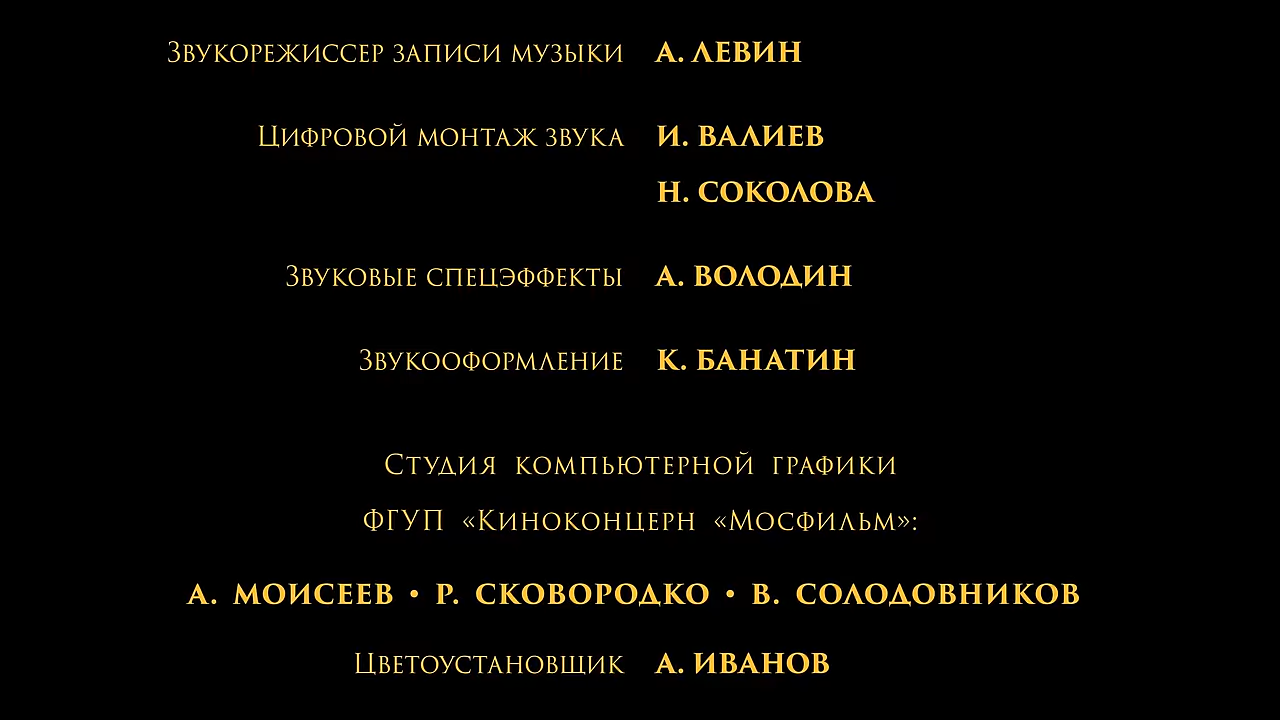 Звукорежиссер записи музыки А. ЛЕВИН
Цифровой монтаж звука И. ВАЛИЕВ
Н. СОКОЛОВА
Звуковые спецэффекты А. ВОЛОДИН
Звукооформление К. БАНАТИН
Студия компьютерной графики
ФГУП «Киноконцерн «Мосфильм»:
А. МОИСЕЕВ • Р. СКОВОРОДКО • В. СОЛОДОВНИКОВ
Цветоустановщик А. ИВАНОВ